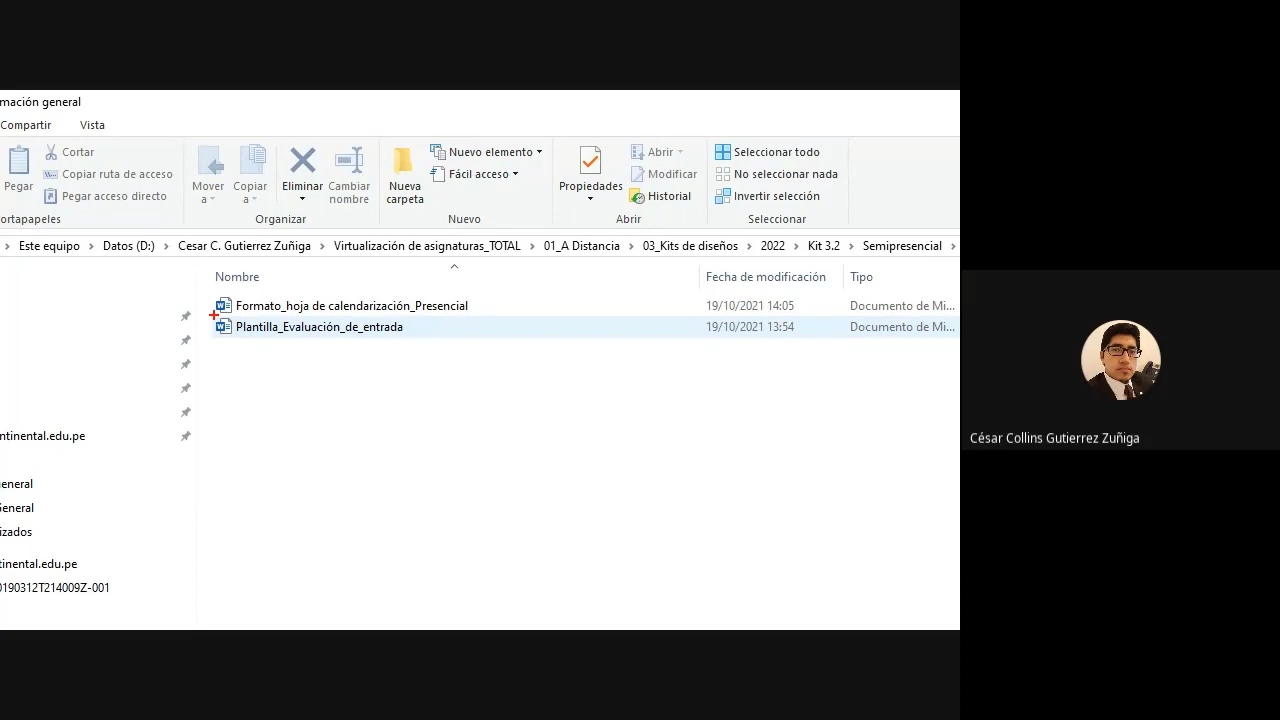 mación general
Compartir Vista
Pegar
Cortar
Copiar ruta de acceso
Pegar acceso directo
ortapapeles
Mover a
Copiar a
Eliminar
Cambiar nombre
Organizar
Nueva carpeta
Nuevo elemento
Fácil acceso
Nuevo
Propiedades
Abrir
Modificar
Historial
Abrir
Seleccionar todo
No seleccionar nada
Invertir selección
Seleccionar
Este equipo > Datos (D:) > Cesar C. Gutierrez Zuñiga > Virtualización de asignaturas_TOTAL > 01_A Distancia > 03_Kits de diseños > 2022 > Kit 3.2 > Semipresencial >
Nombre Fecha de modificación Tipo
Formato_hoja de calendarización_Presencial 19/10/2021 14:05 Documento de Mi...
Plantilla_Evaluación_de_entrada 19/10/2021 13:54 Documento de Mi...
ntinental.edu.pe
general
General
izados
tinental.edu.pe
0190312T214009Z-001
César Collins Gutierrez Zuñiga